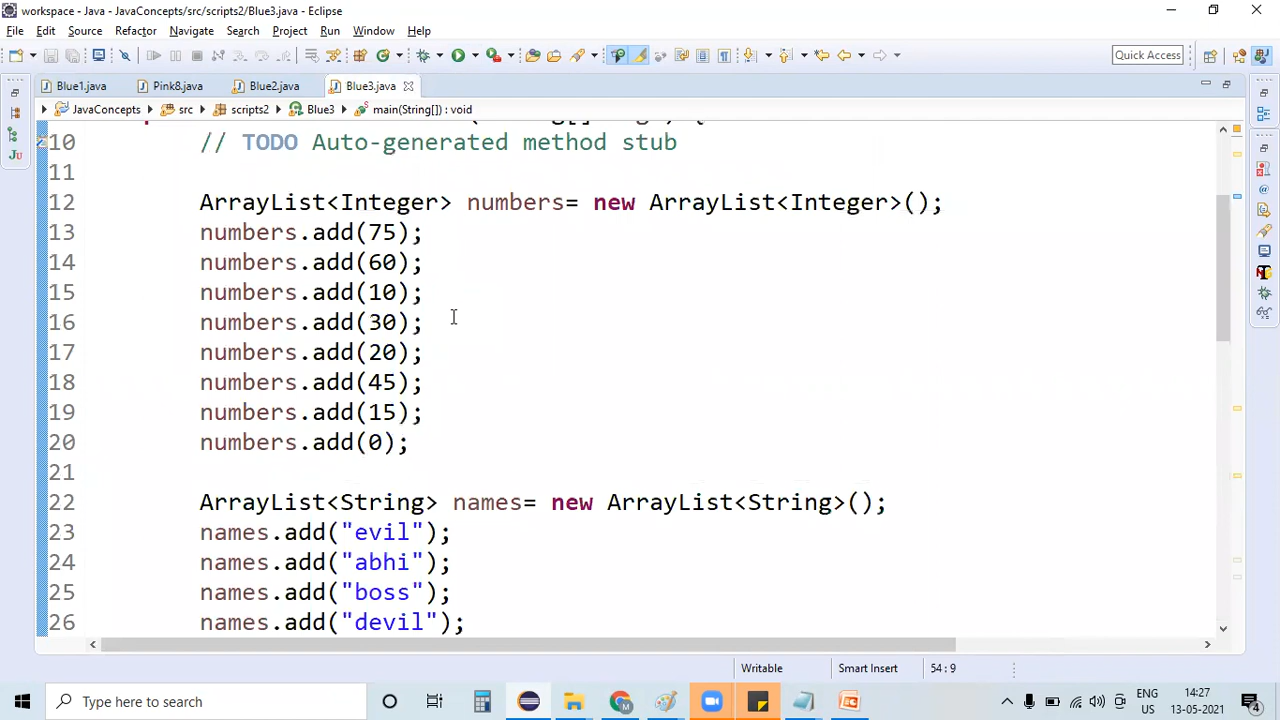 workspace - Java - JavaConcepts/src/scripts2/Blue3.java - Eclipse
File Edit Source Refactor Navigate Search Project Run Window Help
Quick Access
Blue1.java Pink8.java Blue2.java Blue3.java
JavaConcepts src scripts2 Blue3 main(String[]) : void
10 // TODO Auto-generated method stub
11
12 ArrayList<Integer> numbers= new ArrayList<Integer>();
13 numbers.add(75);
14 numbers.add(60);
15 numbers.add(10);
16 numbers.add(30);
17 numbers.add(20);
18 numbers.add(45);
19 numbers.add(15);
20 numbers.add(0);
21
22 ArrayList<String> names= new ArrayList<String>();
23 names.add("evil");
24 names.add("abhi");
25 names.add("boss");
26 names.add("devil");
Writable Smart Insert 54 : 9
Type here to search
ENG
US
14:27
13-05-2021
4